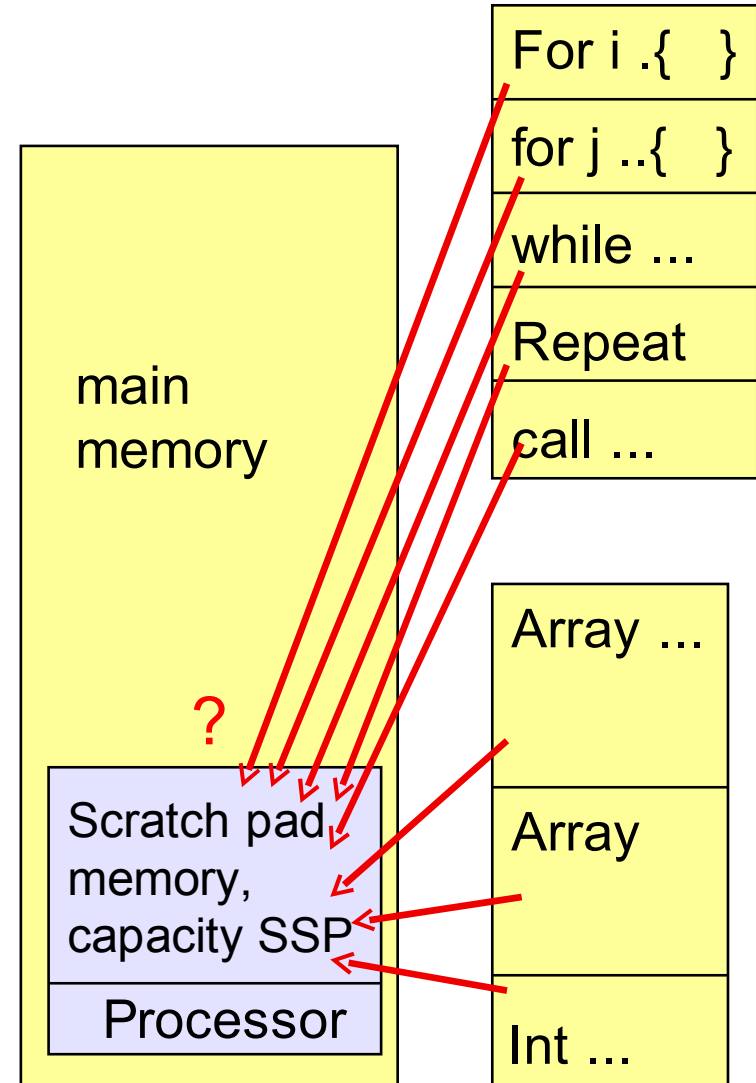 For i .{ }
for j ..{ }
while ...
Repeat
call ...
main
memory
?
Scratch pad
memory,
capacity SSP
Processor
Array ...
Array
Int ...